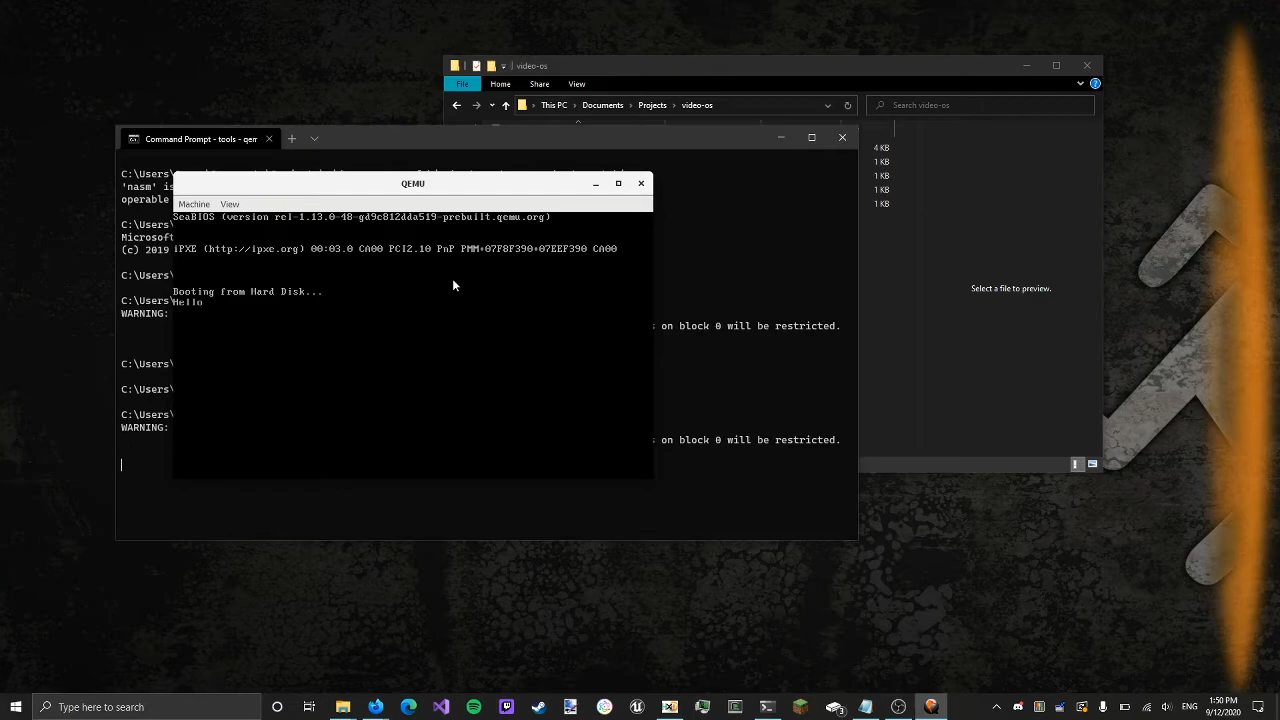 video-os
File Home Share View
This PC Documents Projects video-os
Search video-os
4 KB
1 KB
1 KB
1 KB
1 KB
Select a file to preview.
Command Prompt - tools - qem
C:\Users\
'nasm' is
operable
C:\Users\
Microsoft
(c) 2019
C:\Users\
C:\Users\
WARNING: s on block 0 will be restricted.
C:\Users\
C:\Users\
C:\Users\
WARNING: s on block 0 will be restricted.
QEMU
Machine View
SeaBIOS (version rel-1.13.0-48-gd9c812dda519-prebuilt.qemu.org)
iPXE (http://ipxe.org) 00:03.0 CA00 PCI2.10 PnP PMM+07F8F390+07EEF390 CA00
Booting from Hard Disk...
Hello
Type here to search
3
ENG
1:50 PM
9/12/2020